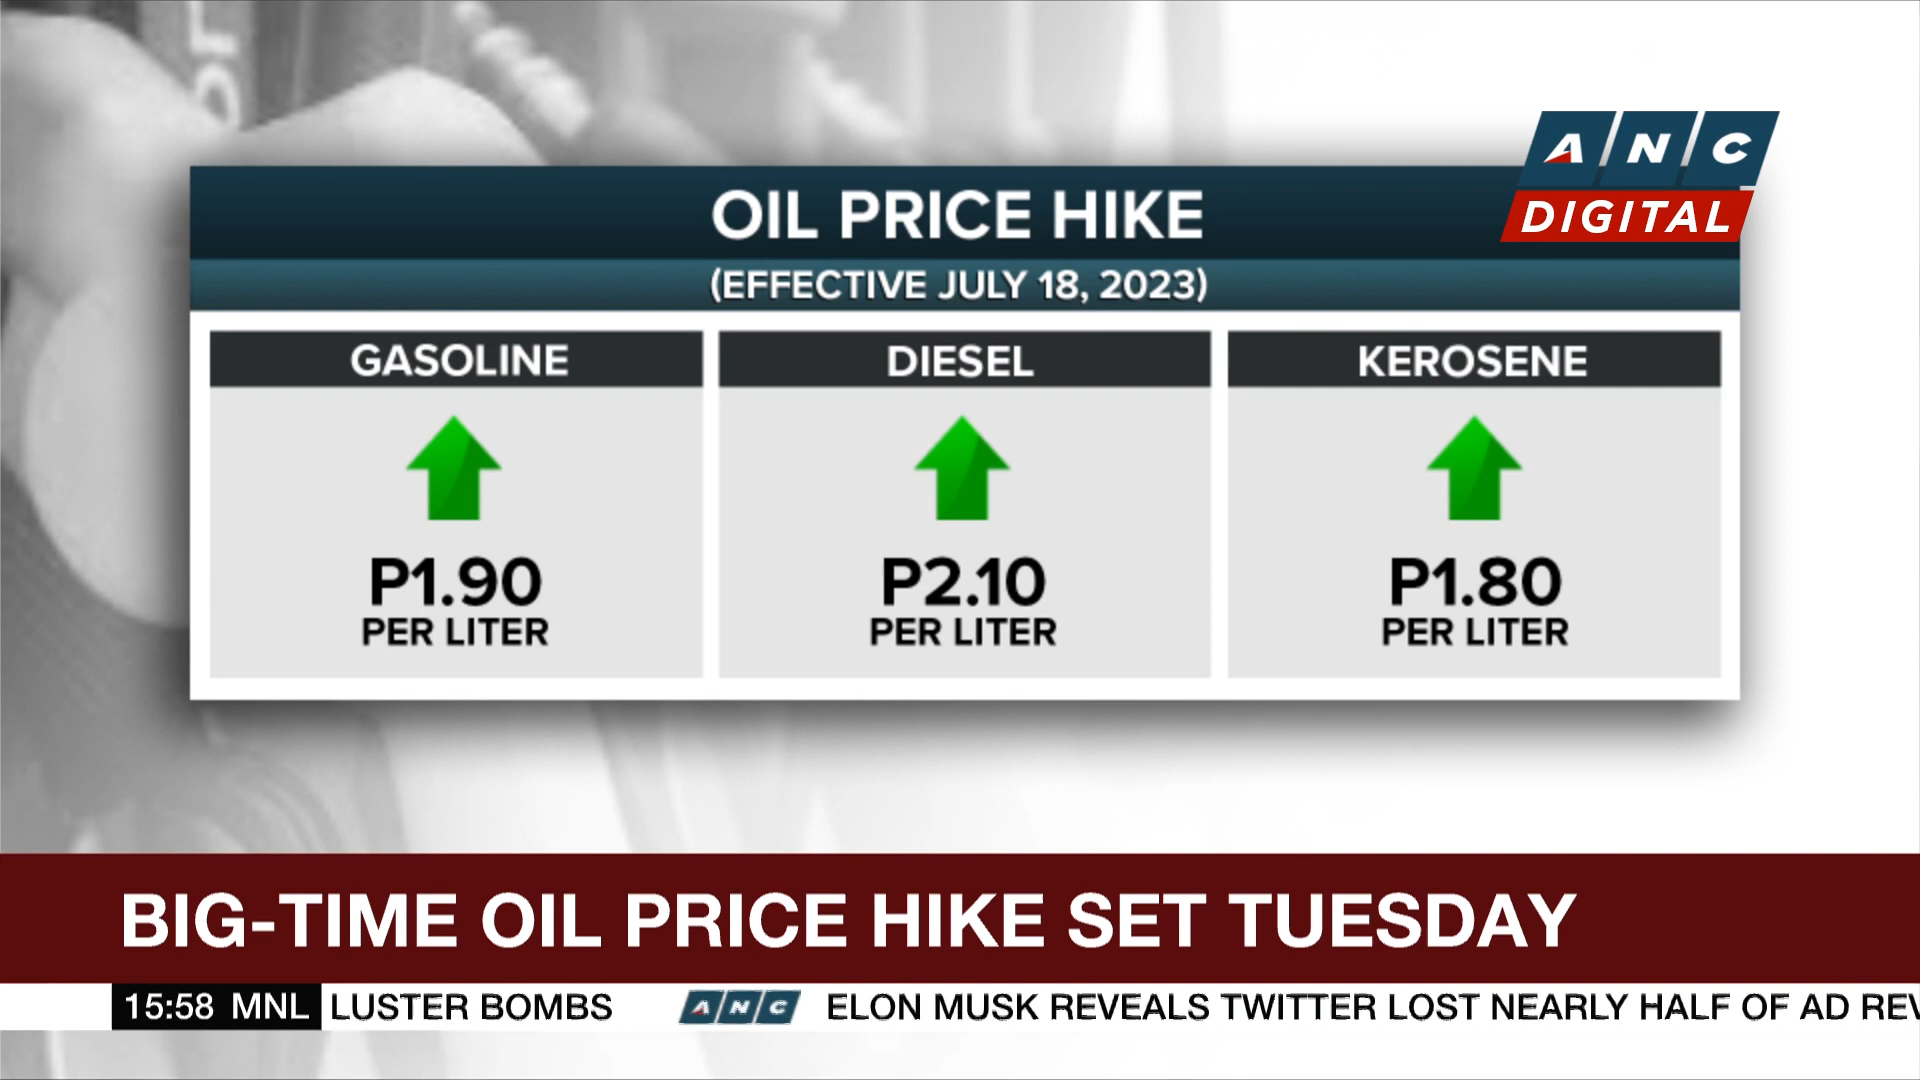 ANC
DIGITAL
OIL PRICE HIKE
(EFFECTIVE JULY 18, 2023)
GASOLINE
P1.90
PER LITER
DIESEL
P2.10
PER LITER
KEROSENE
P1.80
PER LITER
BIG-TIME OIL PRICE HIKE SET TUESDAY
15:58 MNL LUSTER BOMBS ANC ELON MUSK REVEALS TWITTER LOST NEARLY HALF OF AD REV